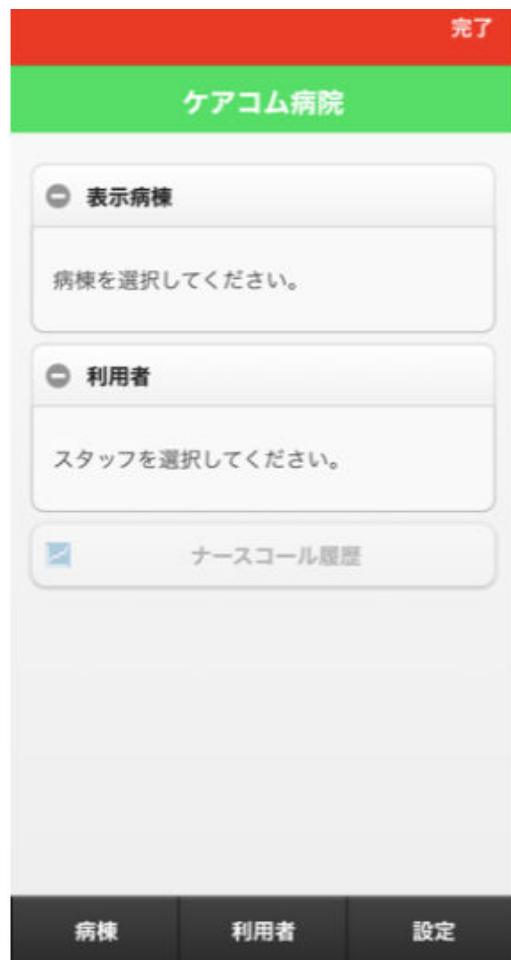 完了
ケアコム病院
表示病棟
病棟を選択してください。
利用者
スタッフを選択してください。
ナースコール履歴
病棟 利用者 設定